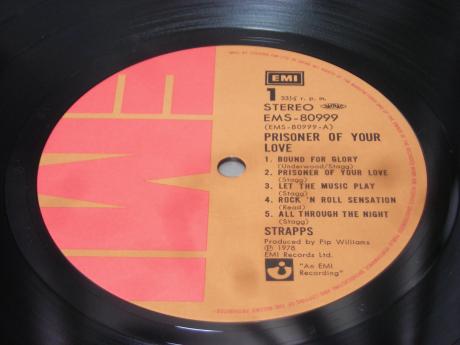 EMI
EMI
1
33⅓ r. p. m.
STEREO
EMS-80999
(EMS-80999-A)
PRISONER OF YOUR
LOVE
1. BOUND FOR GLORY
(Underwood/Stagg)
2. PRISONER OF YOUR LOVE
(Stagg)
3. LET THE MUSIC PLAY
(Stagg)
4. ROCK 'N ROLL SENSATION
(Read)
5. ALL THROUGH THE NIGHT
(Stagg)
STRAPPS
Produced by Pip Williams
℗ 1978
EMI Records Ltd.
"An EMI
Recording"